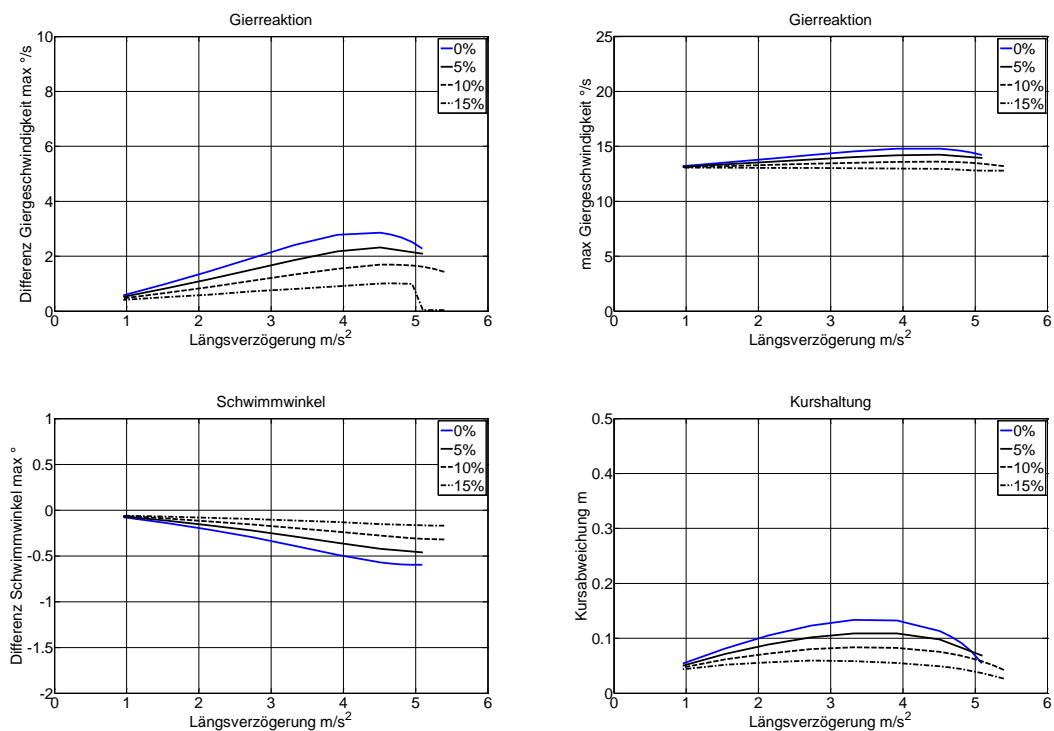 Gierreaktion
Differenz Giergeschwindigkeit max °/s
10
8
6
4
2
0
0 1 2 3 4 5 6
Längsverzögerung m/s²
0%
5%
10%
15%
Gierreaktion
max Giergeschwindigkeit °/s
25
20
15
10
5
0
0 1 2 3 4 5 6
Längsverzögerung m/s²
0%
5%
10%
15%
Schwimmwinkel
Differenz Schwimmwinkel max °
1
0.5
0
-0.5
-1
-1.5
-2
0 1 2 3 4 5 6
Längsverzögerung m/s²
0%
5%
10%
15%
Kurshaltung
Kursabweichung m
0.5
0.4
0.3
0.2
0.1
0
0 1 2 3 4 5 6
Längsverzögerung m/s²
0%
5%
10%
15%